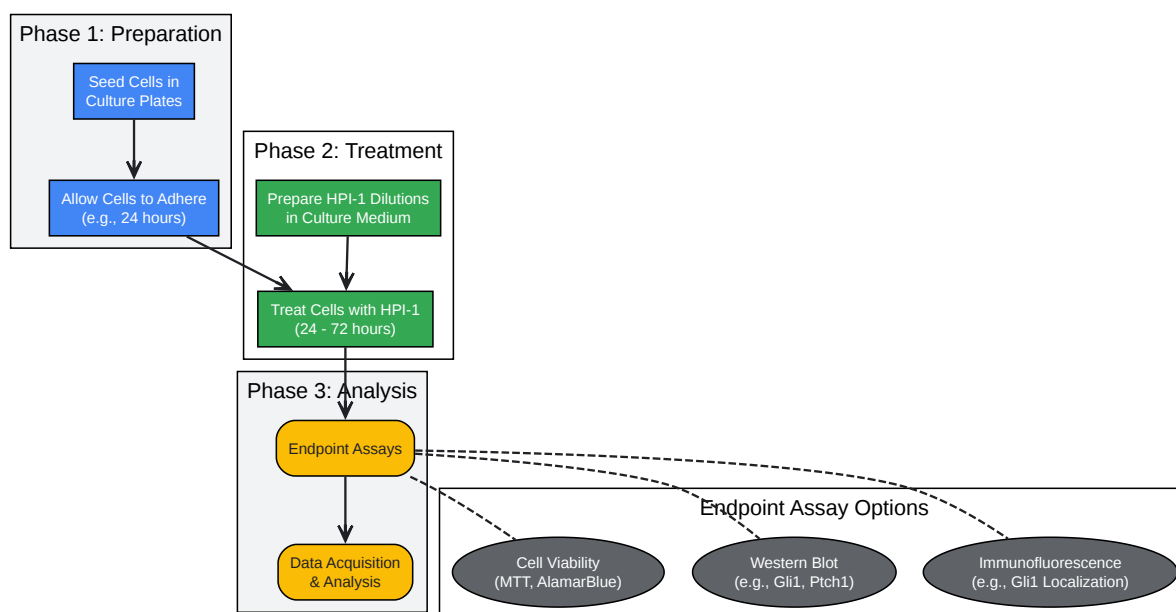 Phase 1: Preparation
Seed Cells in
Culture Plates
Allow Cells to Adhere
(e.g., 24 hours)
Phase 2: Treatment
Prepare HPI-1 Dilutions
in Culture Medium
Treat Cells with HPI-1
(24 - 72 hours)
Phase 3: Analysis
Endpoint Assays
Data Acquisition
& Analysis
Endpoint Assay Options
Cell Viability
(MTT, AlamarBlue)
Western Blot
(e.g., Gli1, Ptch1)
Immunofluorescence
(e.g., Gli1 Localization)